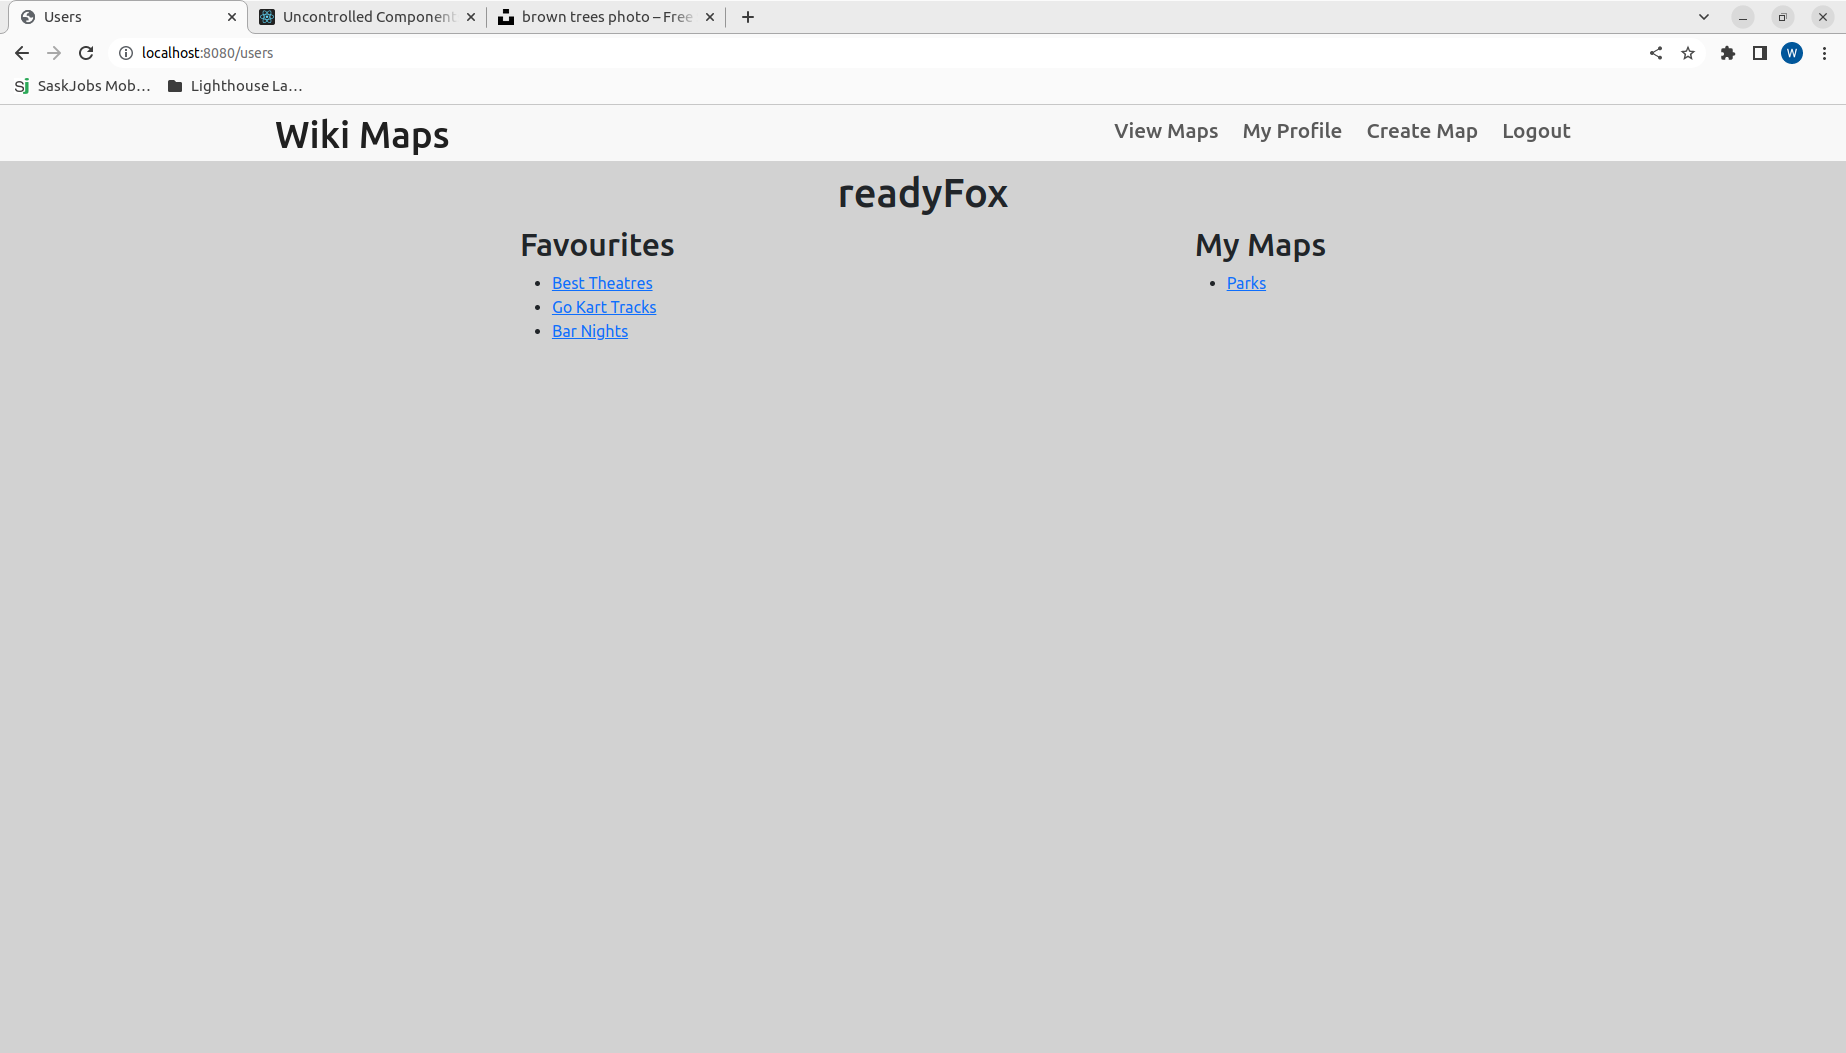 Users
Uncontrolled Component
brown trees photo – Free
localhost:8080/users
W
SaskJobs Mob…
Lighthouse La…
Wiki Maps
View Maps My Profile Create Map Logout
readyFox
Favourites
Best Theatres
Go Kart Tracks
Bar Nights
My Maps
Parks